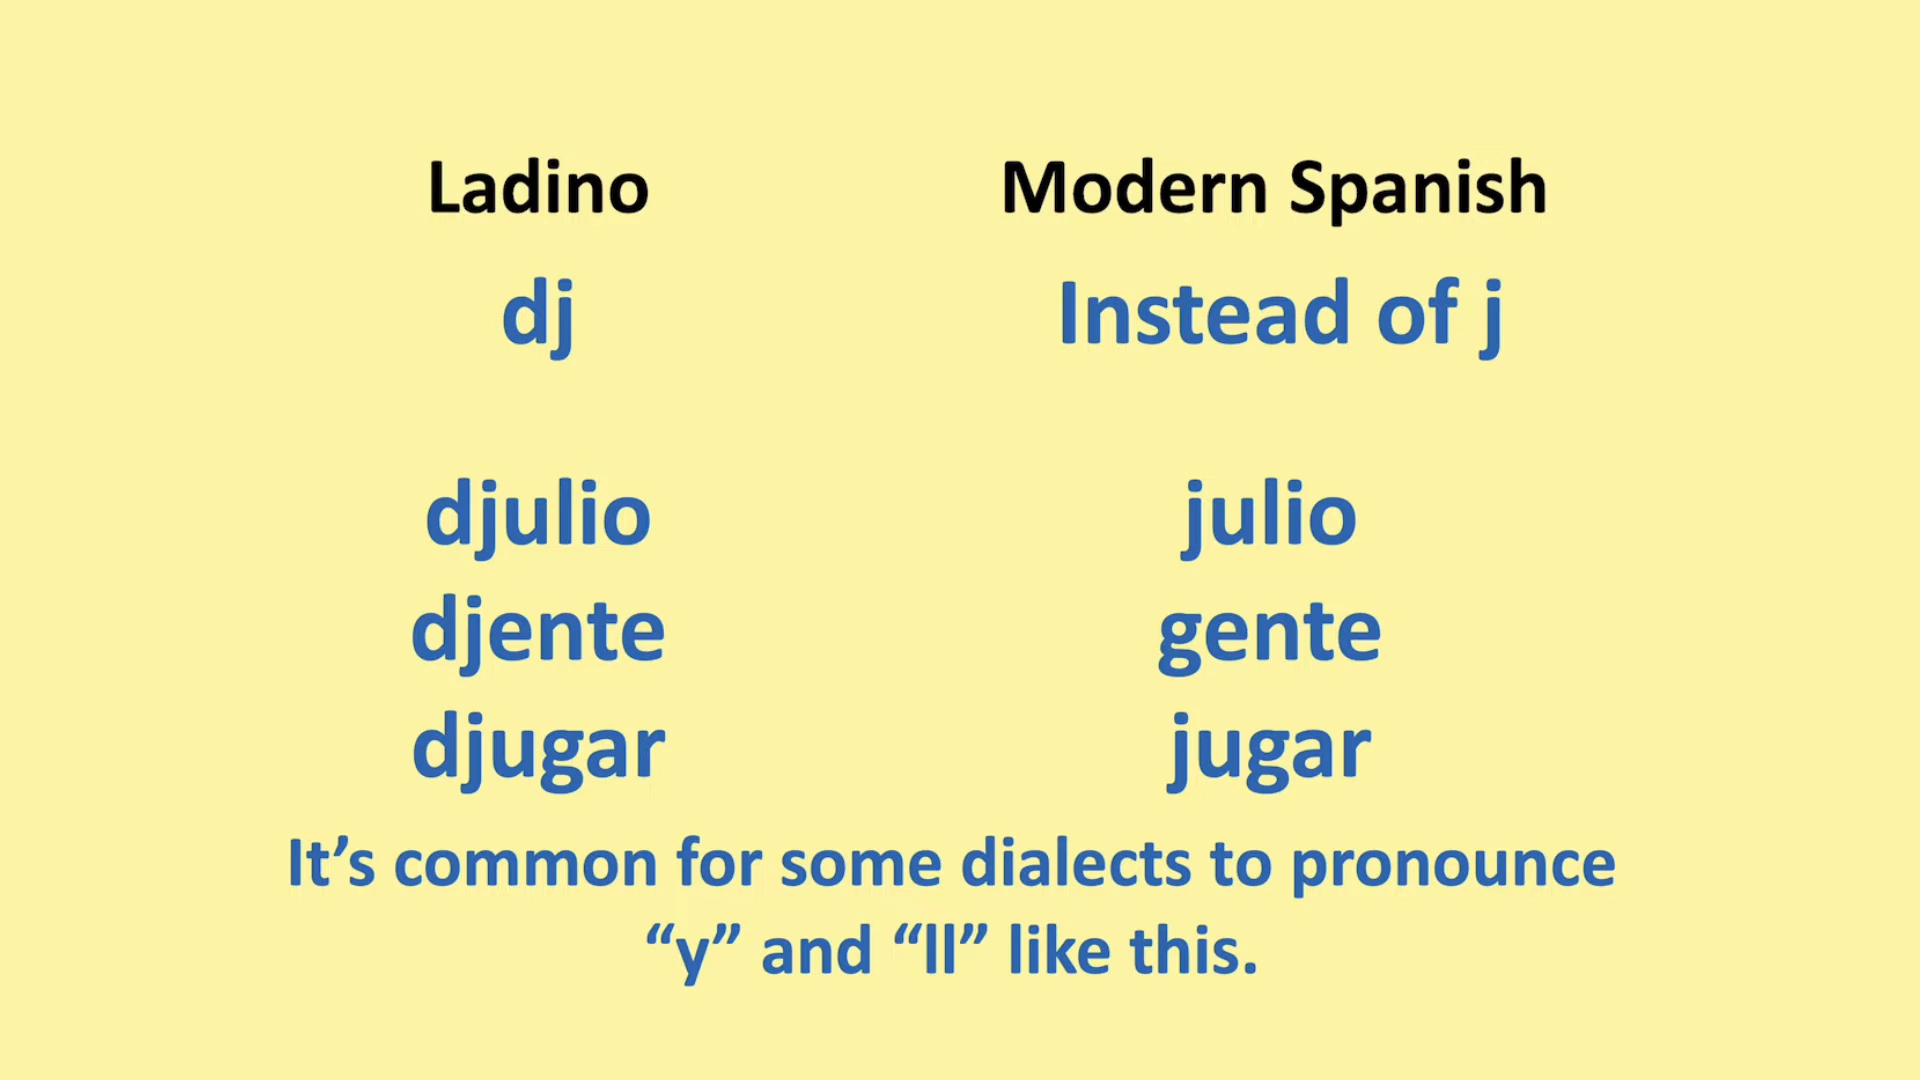 Ladino Modern Spanish
dj Instead of j
djulio julio
djente gente
djugar jugar
It’s common for some dialects to pronounce
“y” and “ll” like this.